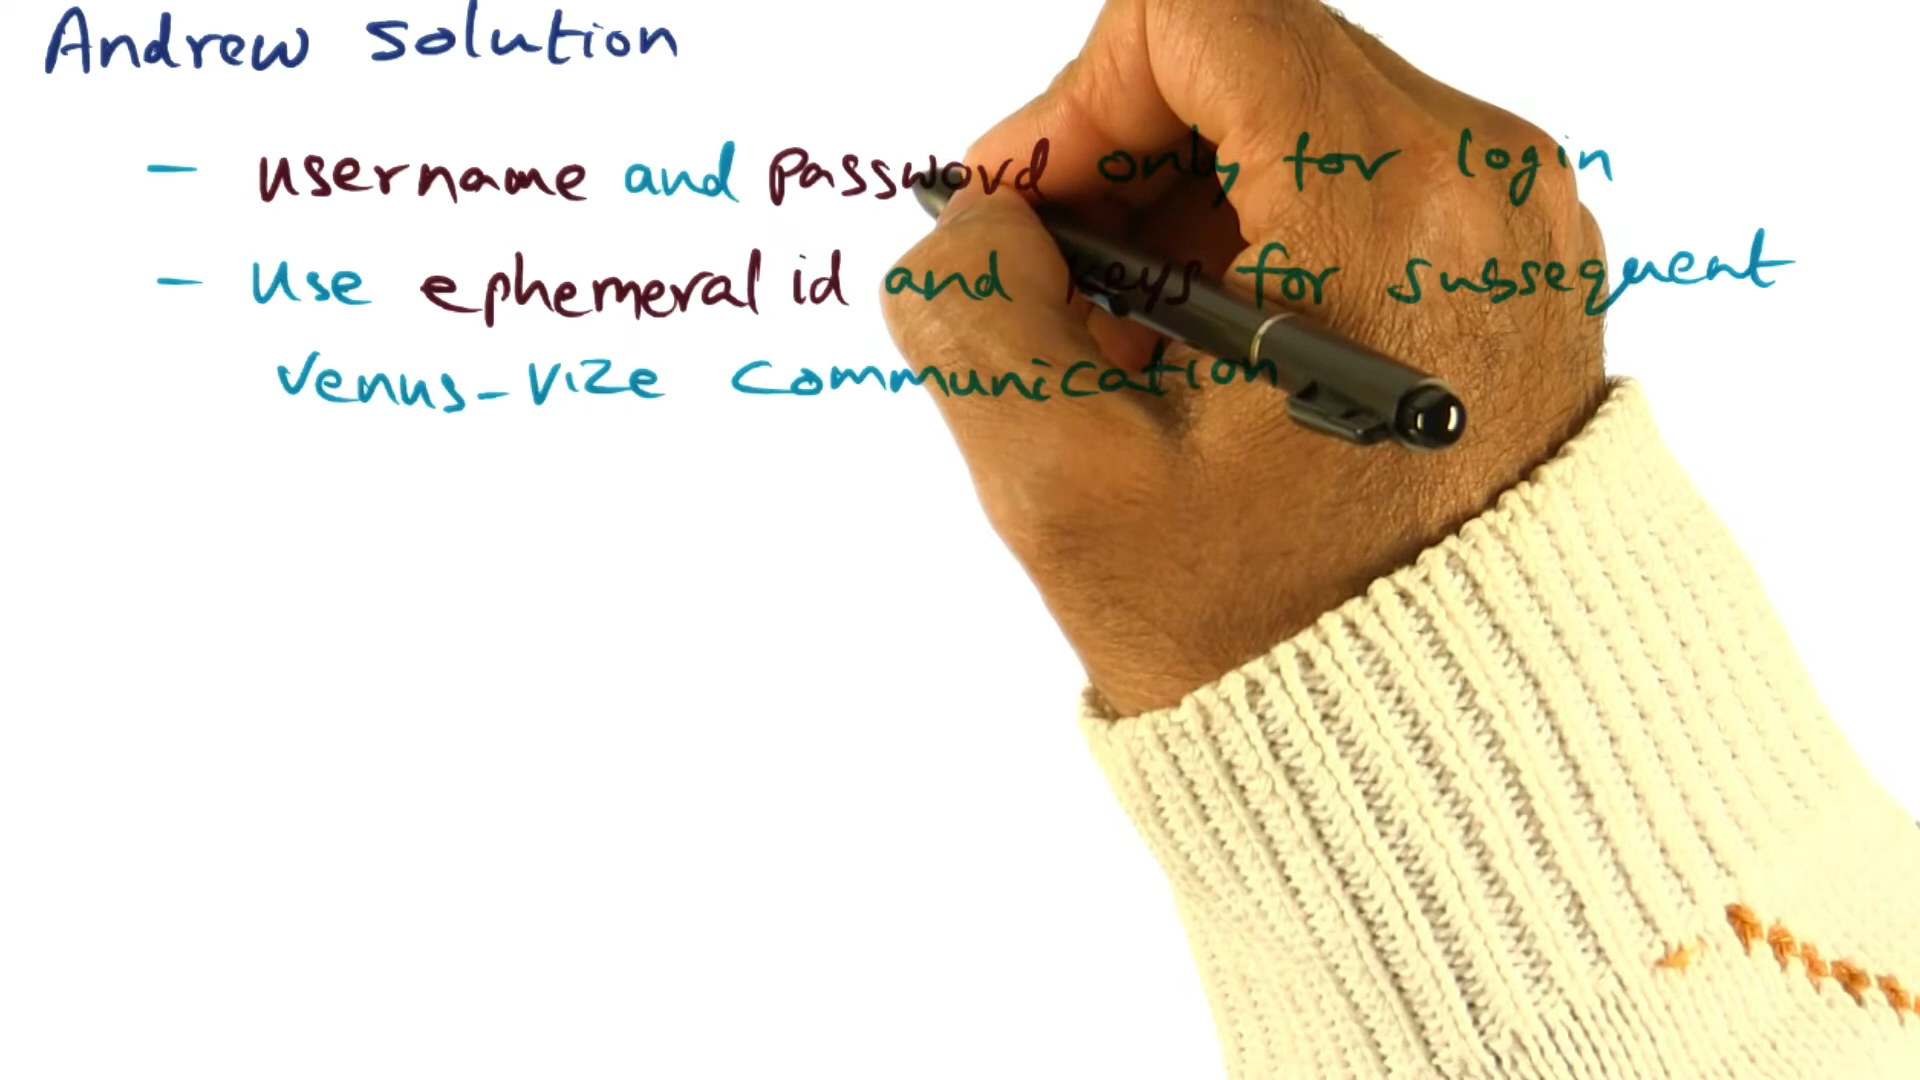 Andrew solution
- username and password only for login
- Use ephemeral id and keys for subsequent
venus-vize communication